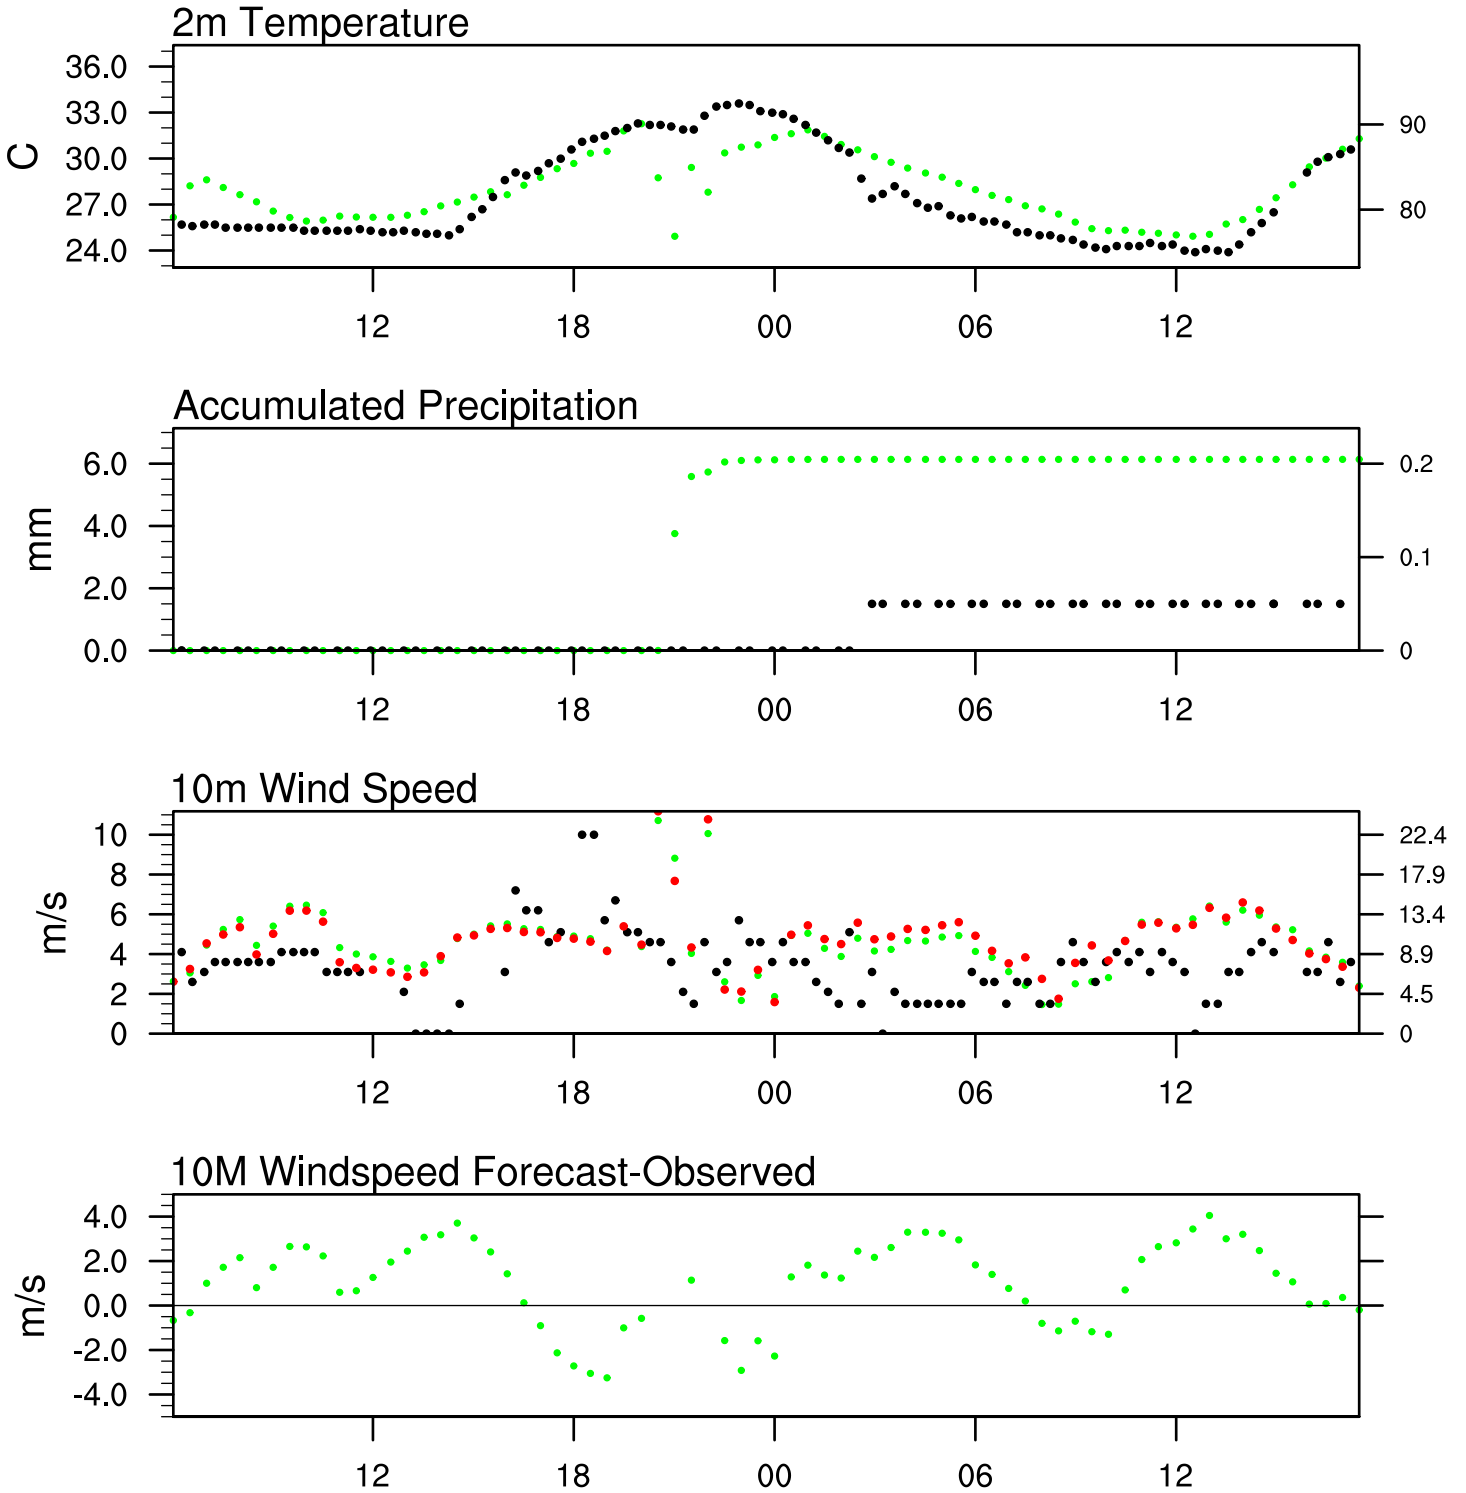 2m Temperature
36.0
33.0
90
C
30.0
27.0
80
24.0
12 18 00 06 12
Accumulated Precipitation
6.0
0.2
mm
4.0
0.1
2.0
0.0
0
12 18 00 06 12
10m Wind Speed
10 22.4
8 17.9
m/s
6 13.4
4 8.9
2 4.5
0 0
12 18 00 06 12
10M Windspeed Forecast-Observed
4.0
2.0
m/s
0.0
-2.0
-4.0
12 18 00 06 12